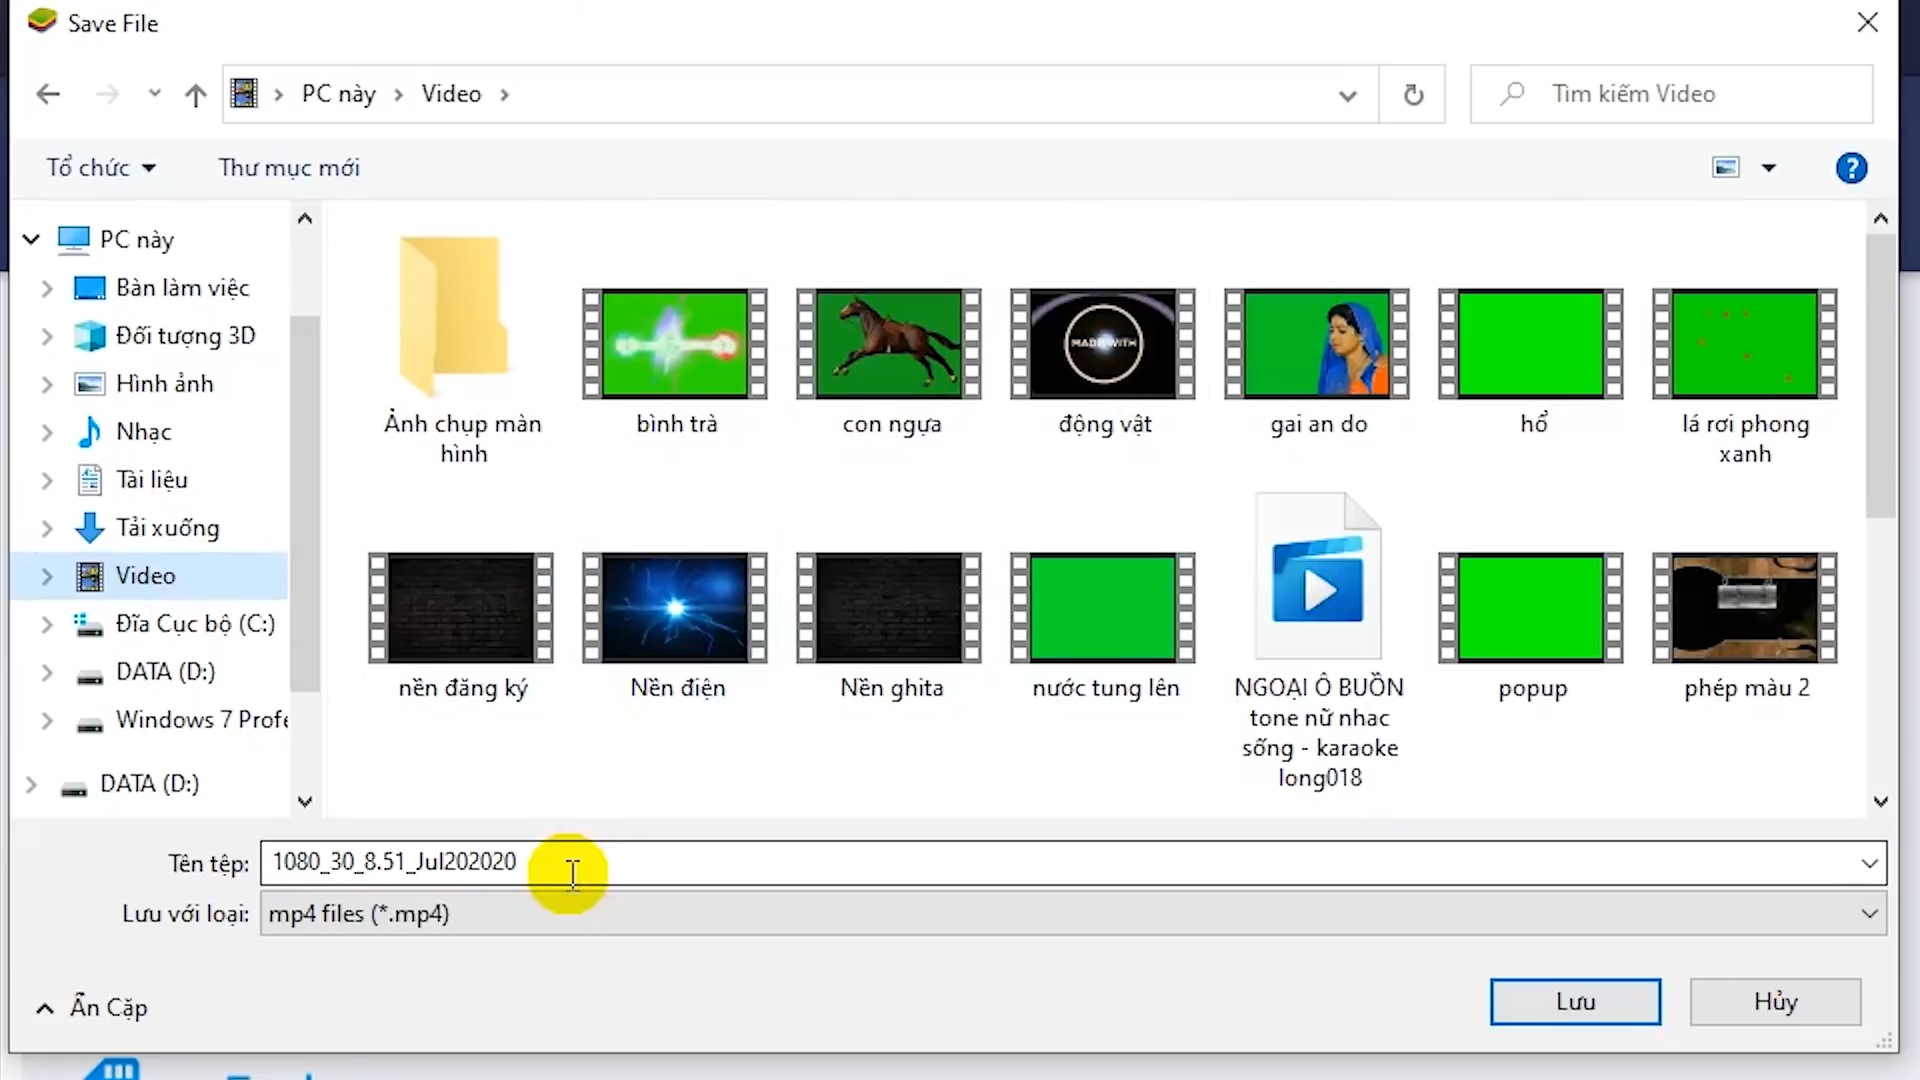 Save File
PC này
Video
Tìm kiếm Video
Tổ chức
Thư mục mới
PC này
Bàn làm việc
Đối tượng 3D
Hình ảnh
Nhạc
Tài liệu
Tải xuống
Video
Đĩa Cục bộ (C:)
DATA (D:)
Windows 7 Profe
DATA (D:)
MADE WITH
Ảnh chụp màn
hình
bình trà
con ngựa
động vật
gai an do
hổ
lá rơi phong
xanh
nền đăng ký
Nền điện
Nền ghita
nước tung lên
NGOẠI Ô BUỒN
tone nữ nhac
sống - karaoke
long018
popup
phép màu 2
Tên tệp:
1080_30_8.51_Jul202020
Lưu với loại:
mp4 files (*.mp4)
Ẩn Cặp
Lưu
Hủy